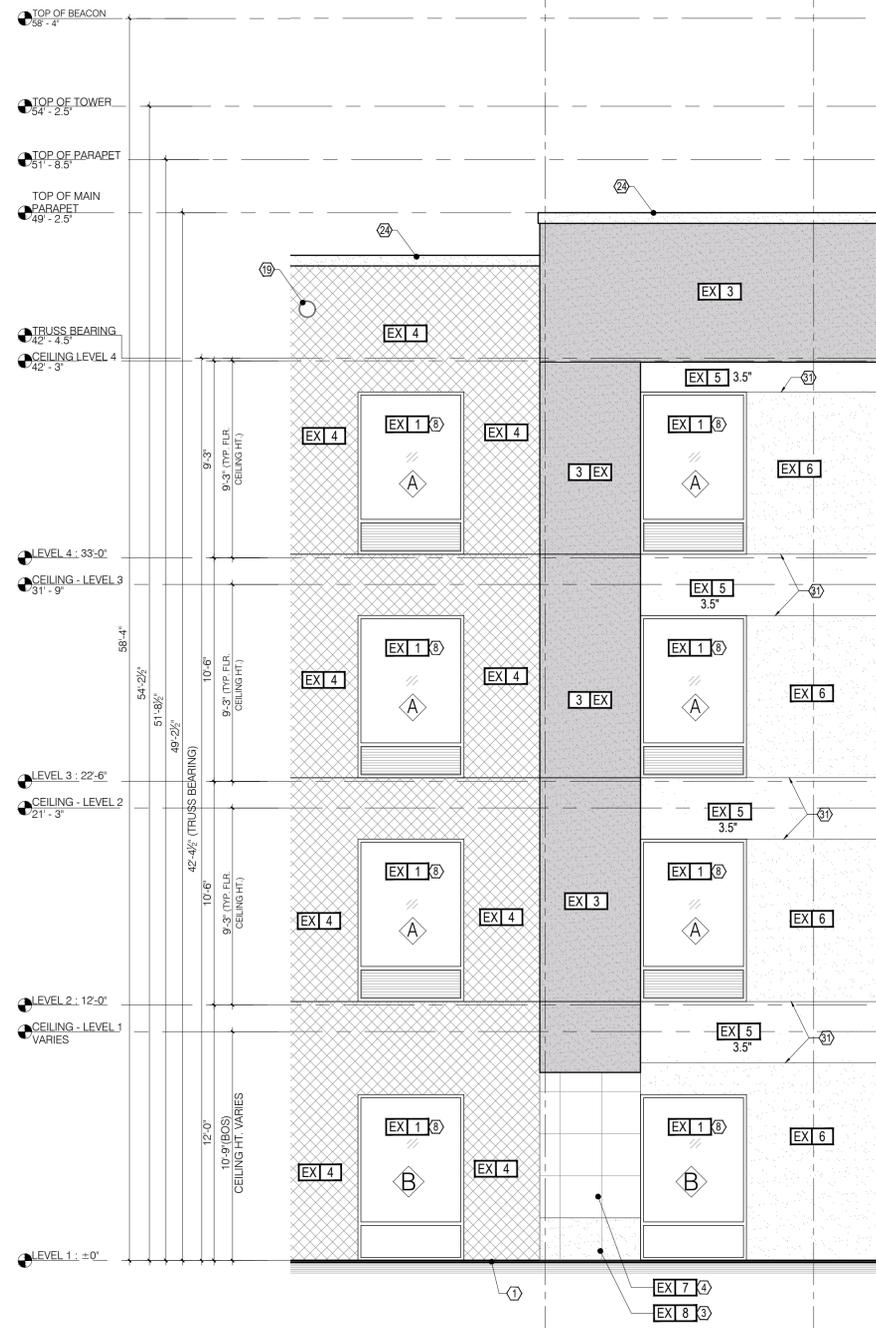 TOP OF BEACON
58' - 4"
TOP OF TOWER
54' - 2.5"
TOP OF PARAPET
51' - 8.5"
TOP OF MAIN
PARAPET
49' - 2.5"
24
24
19
EX 3
EX 4
TRUSS BEARING
42' - 4.5"
CEILING LEVEL 4
42' - 3"
EX 5 3.5"
31
EX 1 8
EX 1 8
EX 4
EX 4
9'-3"
9'-3" (TYP. FLR.
CEILING HT.)
3 EX
EX 6
A
A
LEVEL 4 : 33'-0"
CEILING - LEVEL 3
31' - 9"
EX 5
3.5"
31
58'-4"
54'-2½"
51'-8½"
49'-2½"
42'-4½" (TRUSS BEARING)
10'-6"
9'-3" (TYP. FLR.
CEILING HT.)
EX 1 8
EX 1 8
EX 4
EX 4
3 EX
EX 6
A
A
LEVEL 3 : 22'-6"
CEILING - LEVEL 2
21' - 3"
EX 5
3.5"
31
10'-6"
9'-3" (TYP. FLR.
CEILING HT.)
EX 1 8
EX 1 8
EX 3
EX 4
EX 4
EX 6
A
A
LEVEL 2 : 12'-0"
CEILING - LEVEL 1
VARIES
EX 5
3.5"
31
12'-0"
10'-9"(BOS)
CEILING HT. VARIES
EX 1 8
EX 1 8
EX 6
EX 4
EX 4
B
B
LEVEL 1 : ±0"
1
EX 7 4
EX 8 3